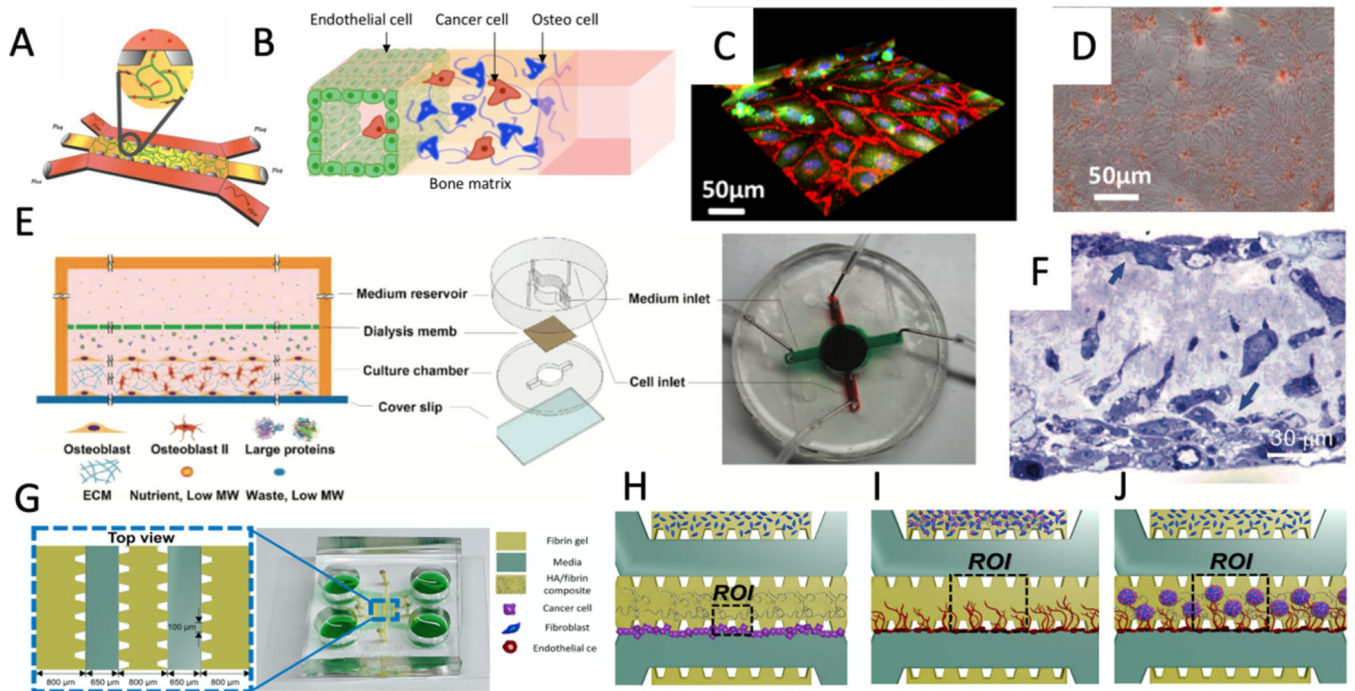 A
Plug
Plug
Plug
B
Endothelial cell
Cancer cell
Osteo cell
Bone matrix
C
50μm
D
50μm
E
Medium reservoir
Dialysis memb
Culture chamber
Cover slip
Medium inlet
Cell inlet
Osteoblast
Osteoblast II
Large proteins
ECM
Nutrient, Low MW
Waste, Low MW
F
30 μm
G
Top view
100 μm
800 μm
650 μm
800 μm
650 μm
800 μm
Fibrin gel
Media
HA/fibrin
composite
Cancer cell
Fibroblast
Endothelial ce
H
ROI
I
ROI
J
ROI